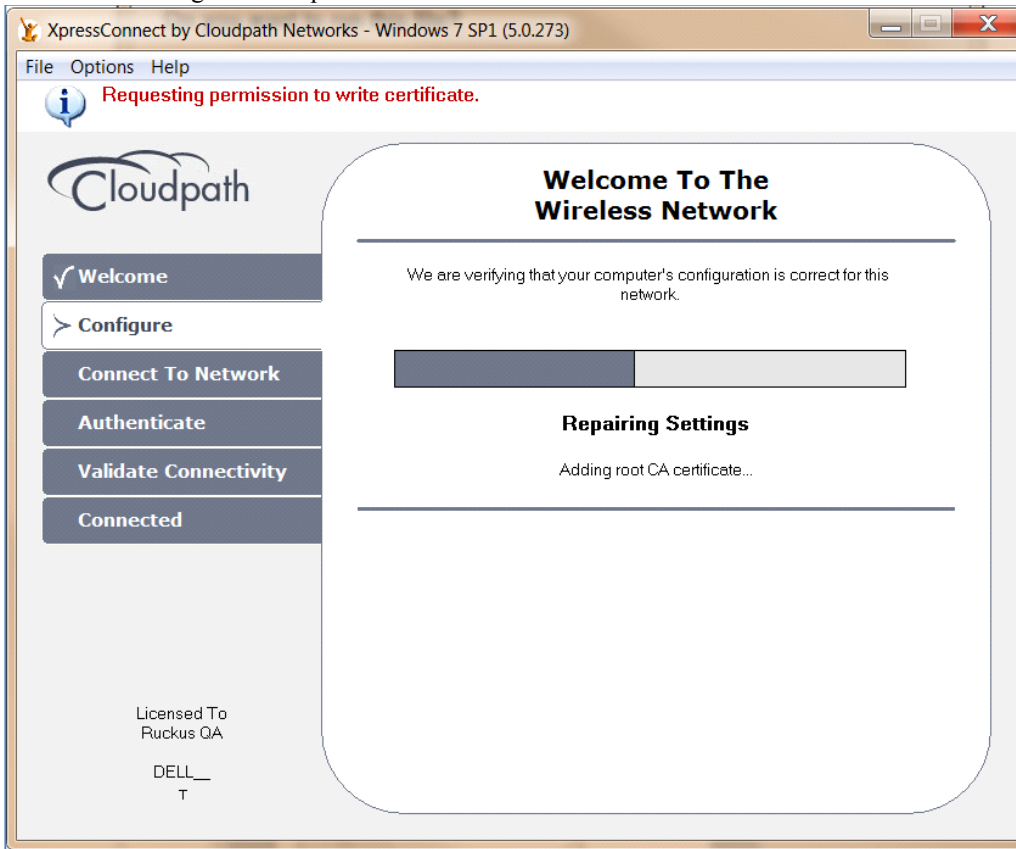 XpressConnect by Cloudpath Networks - Windows 7 SP1 (5.0.273)
File Options Help
Requesting permission to write certificate.
Cloudpath
Welcome To The
Wireless Network
We are verifying that your computer's configuration is correct for this
network.
Repairing Settings
Adding root CA certificate...
Welcome
Configure
Connect To Network
Authenticate
Validate Connectivity
Connected
Licensed To
Ruckus QA
DELL__
T